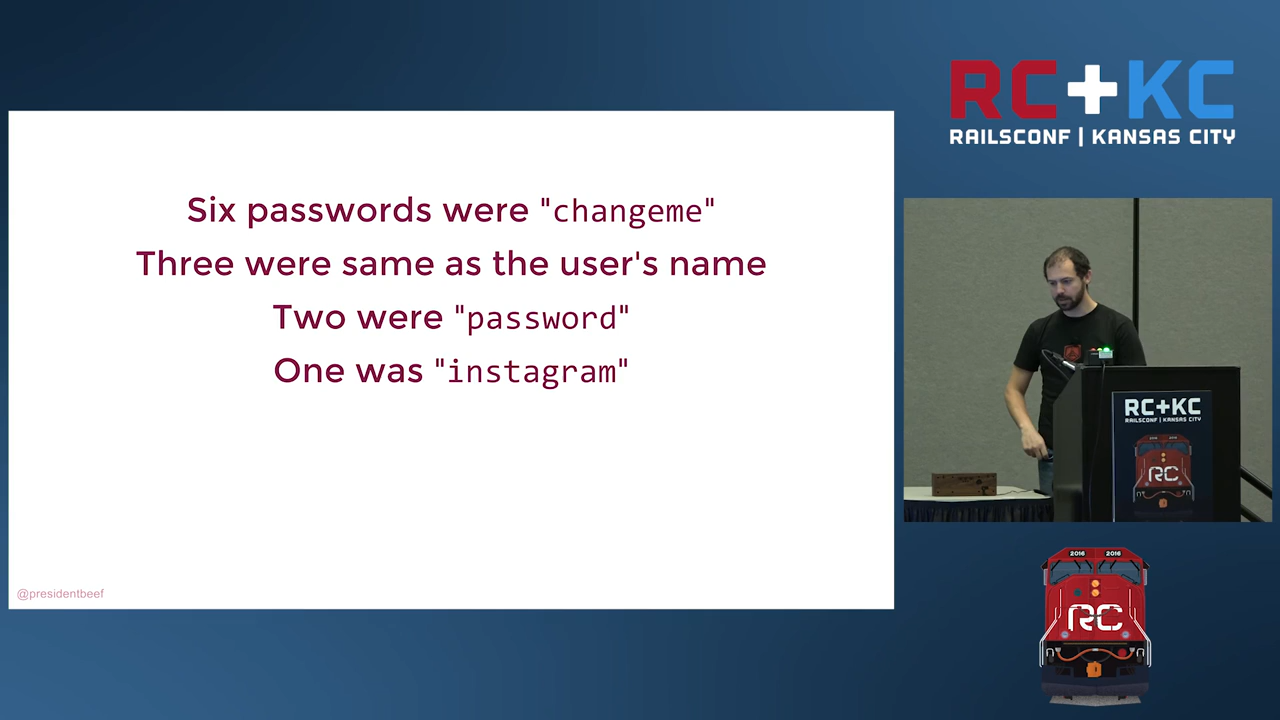 Six passwords were "changeme"
Three were same as the user's name
Two were "password"
One was "instagram"
@presidentbeef
RC+KC
RAILSCONF | KANSAS CITY
RC+KC
RAILSCONF | KANSAS CITY
RC
2016 2016
RC